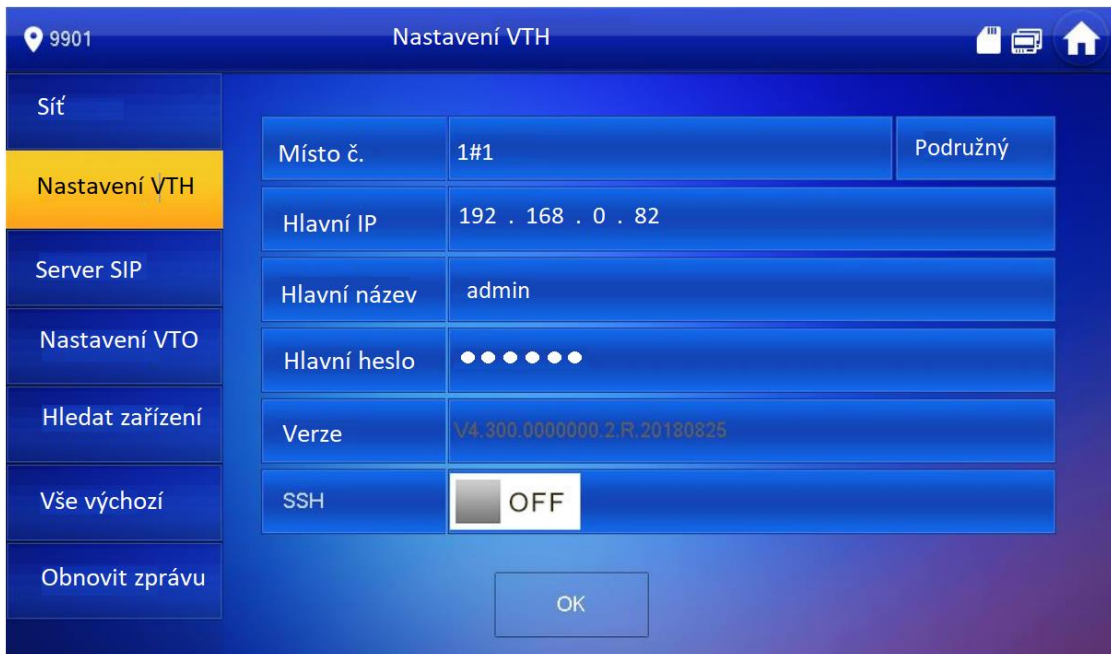 9901
Nastavení VTH
Síť
Nastavení VTH
Server SIP
Nastavení VTO
Hledat zařízení
Vše výchozí
Obnovit zprávu
Místo č. 1#1 Podružný
Hlavní IP 192 . 168 . 0 . 82
Hlavní název admin
Hlavní heslo ●●●●●●
Verze V4.300.0000000.2.R.20180825
SSH OFF
OK